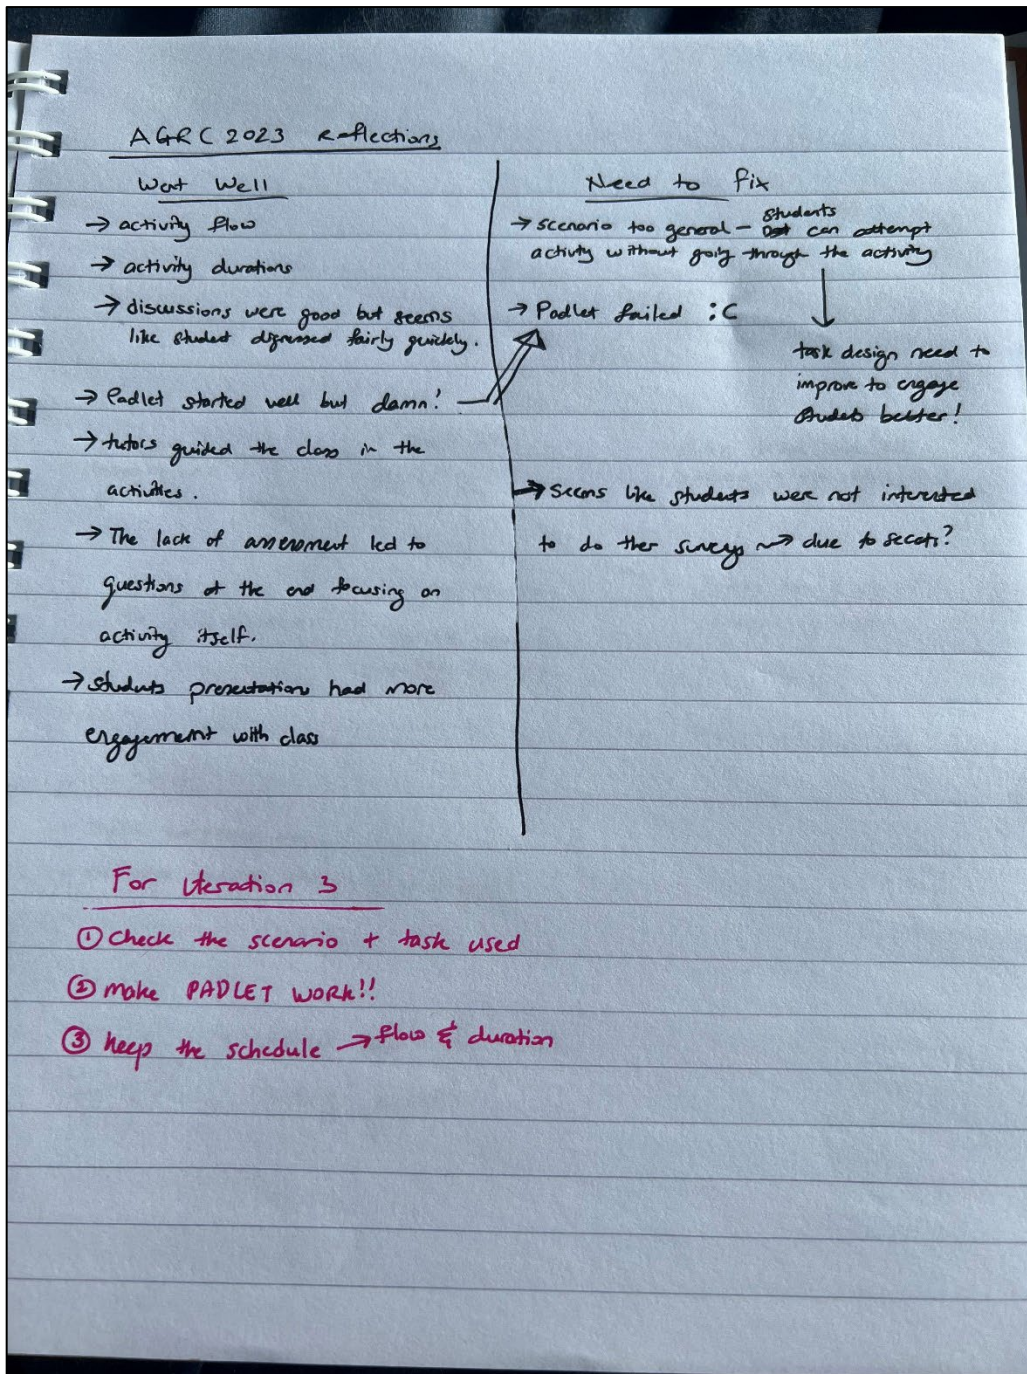 AGRC 2023 Reflections
Went Well
→ activity flow
→ activity durations
→ discussions were good but seems
like student digressed fairly quickly.
→ Padlet started well but damn!
→ tutors guided the class in the
activities.
→ The lack of assessment led to
questions at the end focusing on
activity itself.
→ students presentation had more
engagement with class
Need to fix
→ scenario too general – students can attempt
activity without going through the activity
task design need to
improve to engage
students better!
→ Padlet failed :C
→ Seems like students were not interested
to do ther surveys ⟿ due to secats?
For Iteration 3
① Check the scenario + task used
② make PADLET WORK!!
③ keep the schedule → flow & duration